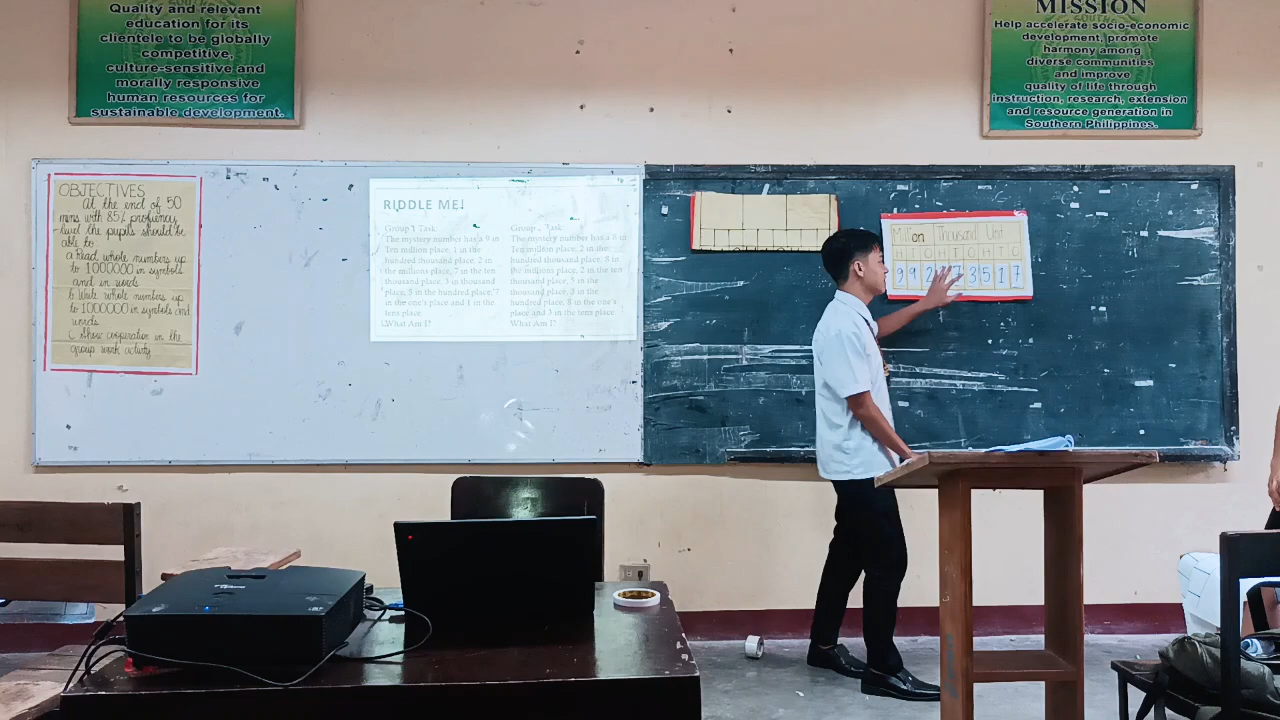 Quality and relevant
education for its
clientele to be globally
competitive,
culture-sensitive and
morally responsive
human resources for
sustainable development.
MISSION
Help accelerate socio-economic
development, promote
harmony among
diverse communities
and improve
quality of life through
instruction, research, extension
and resource generation in
Southern Philippines.
OBJECTIVES
At the end of 50
mins with 85% proficiency
level the pupils should be
able to
a. Read whole numbers up
to 1000000 in symbols
and in words
b. Write whole numbers up
to 1000000 in symbols and
words
c. Show cooperation in the
group work activity
RIDDLE ME!
Group 1 Task:
The mystery number has a 9 in
Ten million place, 1 in the
hundred thousand place, 2 in
the millions place, 7 in the ten
thousand place, 3 in thousand
place, 5 in the hundred place, 7
in the one's place and 1 in the
tens place.
What Am I?
Group 2 Task:
The mystery number has a 8 in
Ten million place, 2 in the
hundred thousand place, 8 in
the millions place, 2 in the ten
thousand place, 5 in the
thousand place, 0 in the
hundred place, 8 in the one's
place and 3 in the tens place.
What Am I?
Million Thousand Unit
H T O H T O H T O
9 9 2 7 3 5 1 7